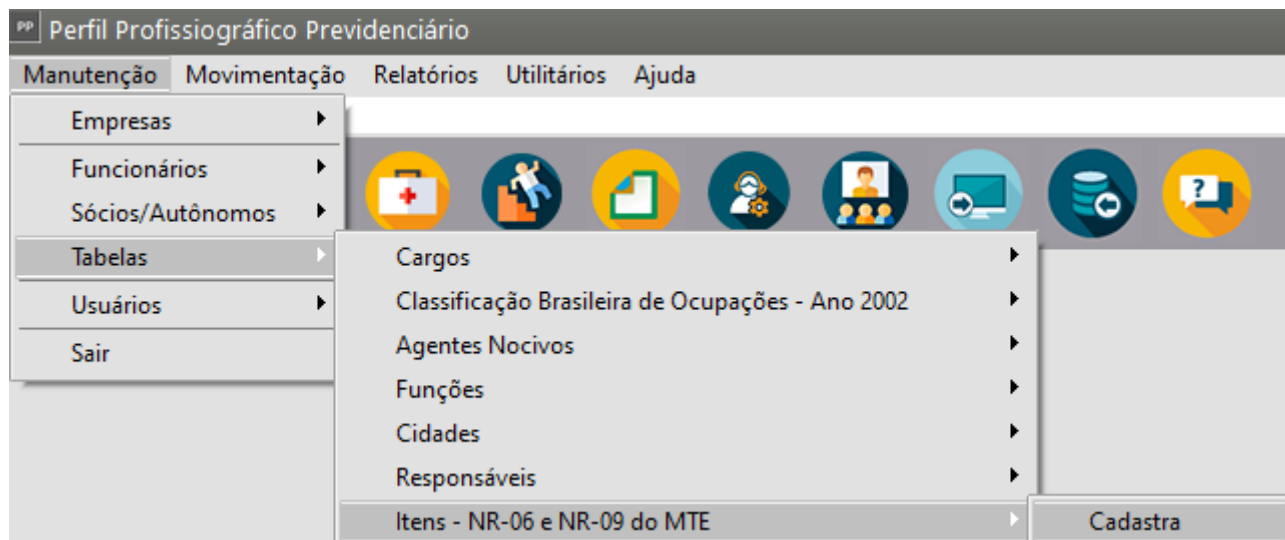 PP Perfil Profissiográfico Previdenciário
Manutenção Movimentação Relatórios Utilitários Ajuda
Empresas
Funcionários
Sócios/Autônomos
Tabelas
Usuários
Sair
Cargos
Classificação Brasileira de Ocupações - Ano 2002
Agentes Nocivos
Funções
Cidades
Responsáveis
Itens - NR-06 e NR-09 do MTE
Cadastra
?